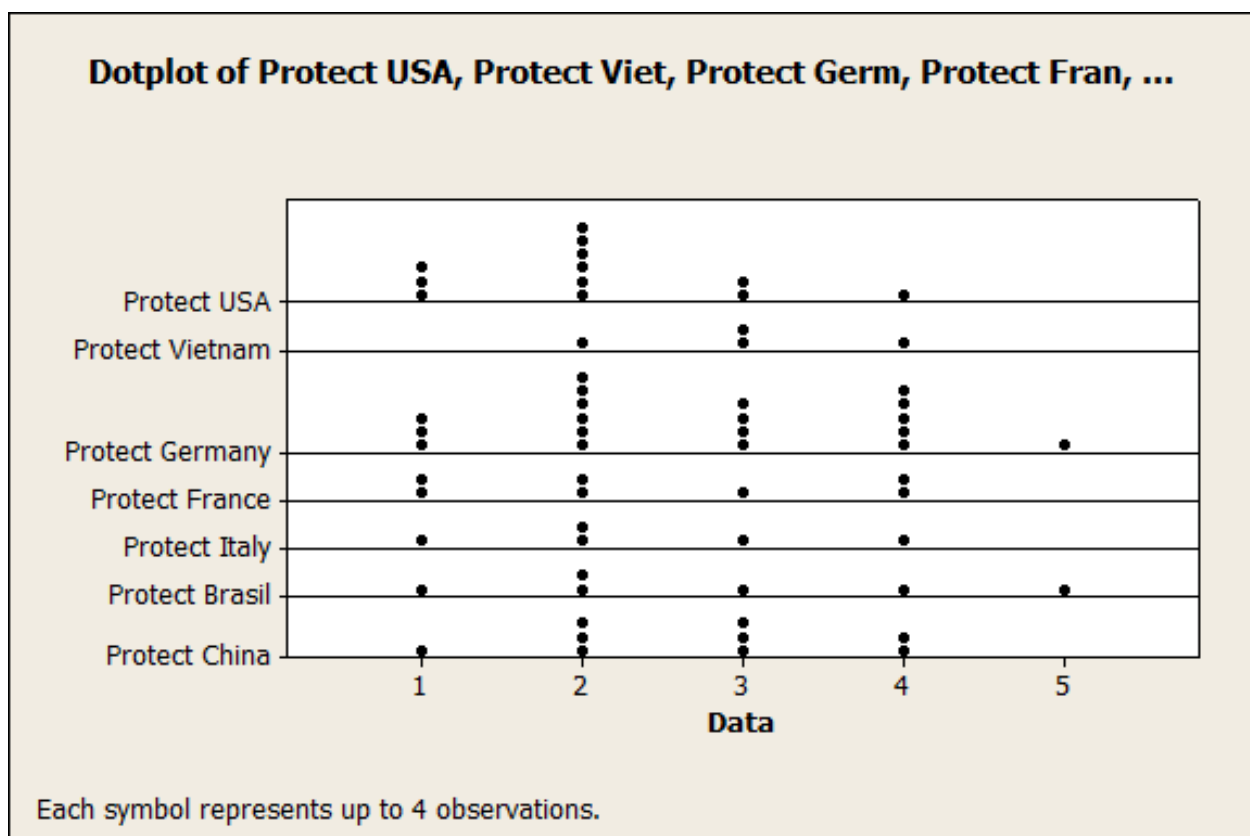 Dotplot of Protect USA, Protect Viet, Protect Germ, Protect Fran, ...
Protect USA
Protect Vietnam
Protect Germany
Protect France
Protect Italy
Protect Brasil
Protect China
1 2 3 4 5
Data
Each symbol represents up to 4 observations.